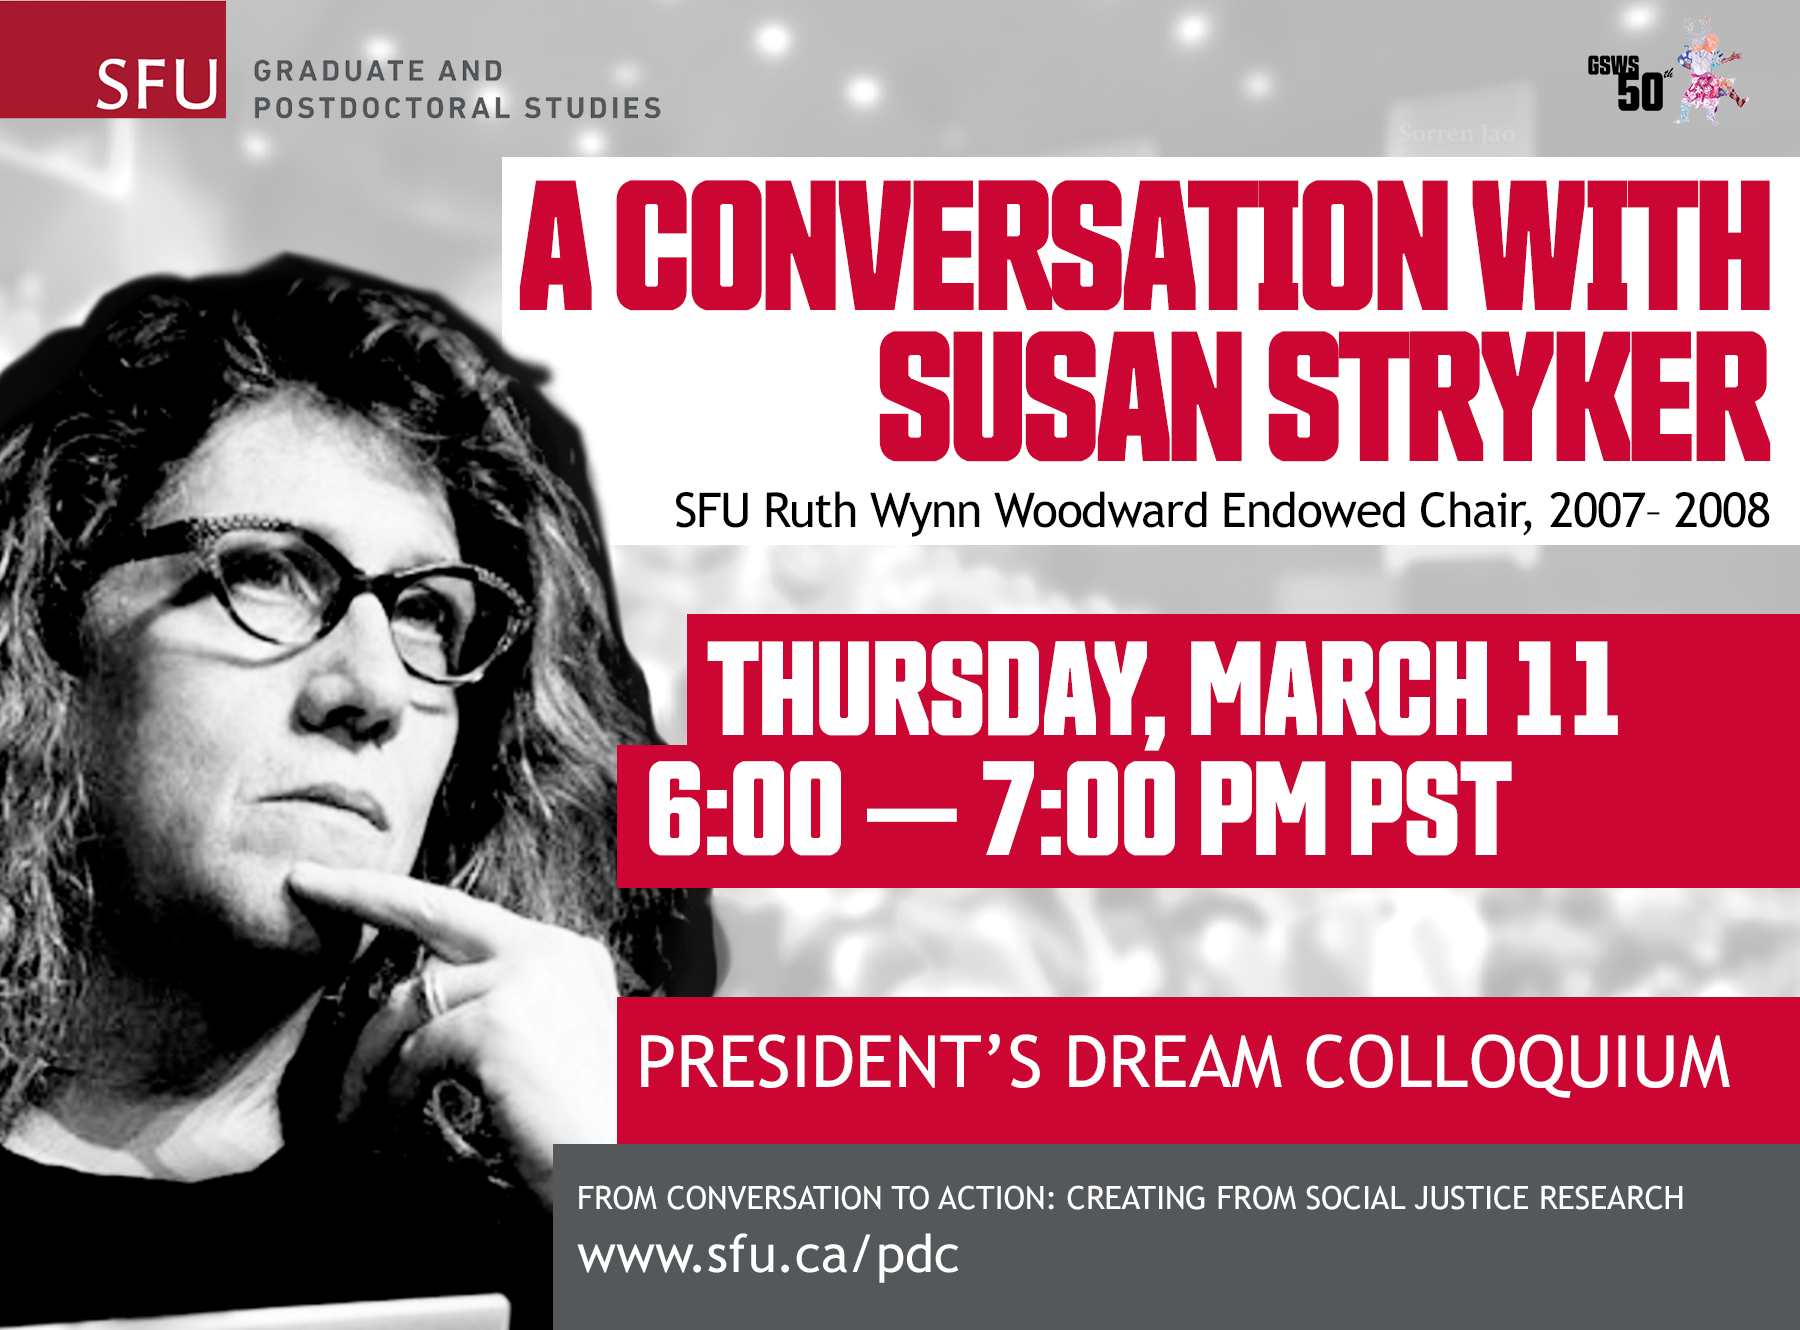 SFU
GRADUATE AND
POSTDOCTORAL STUDIES
GSWS
50th
Sorren Jao
A CONVERSATION WITH
SUSAN STRYKER
SFU Ruth Wynn Woodward Endowed Chair, 2007– 2008
THURSDAY, MARCH 11
6:00 — 7:00 PM PST
PRESIDENT’S DREAM COLLOQUIUM
FROM CONVERSATION TO ACTION: CREATING FROM SOCIAL JUSTICE RESEARCH
www.sfu.ca/pdc